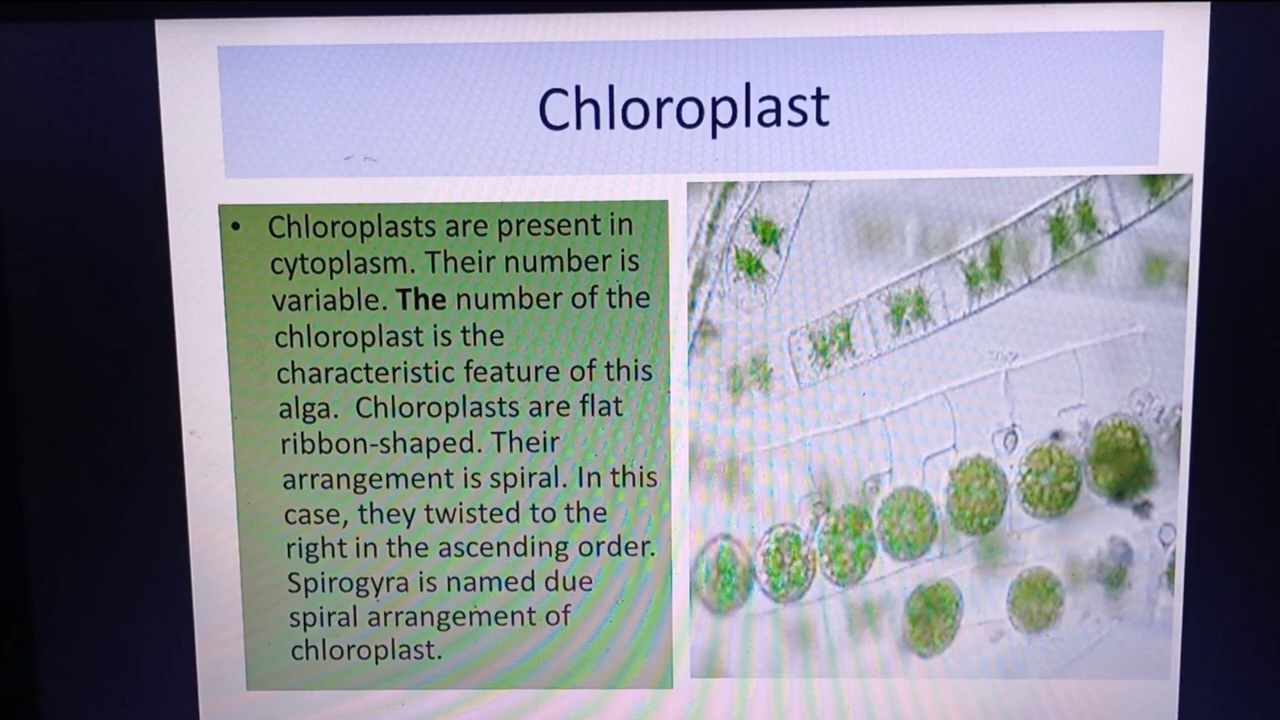 Chloroplast
• Chloroplasts are present in
cytoplasm. Their number is
variable. The number of the
chloroplast is the
characteristic feature of this
alga. Chloroplasts are flat
ribbon-shaped. Their
arrangement is spiral. In this
case, they twisted to the
right in the ascending order.
Spirogyra is named due
spiral arrangement of
chloroplast.